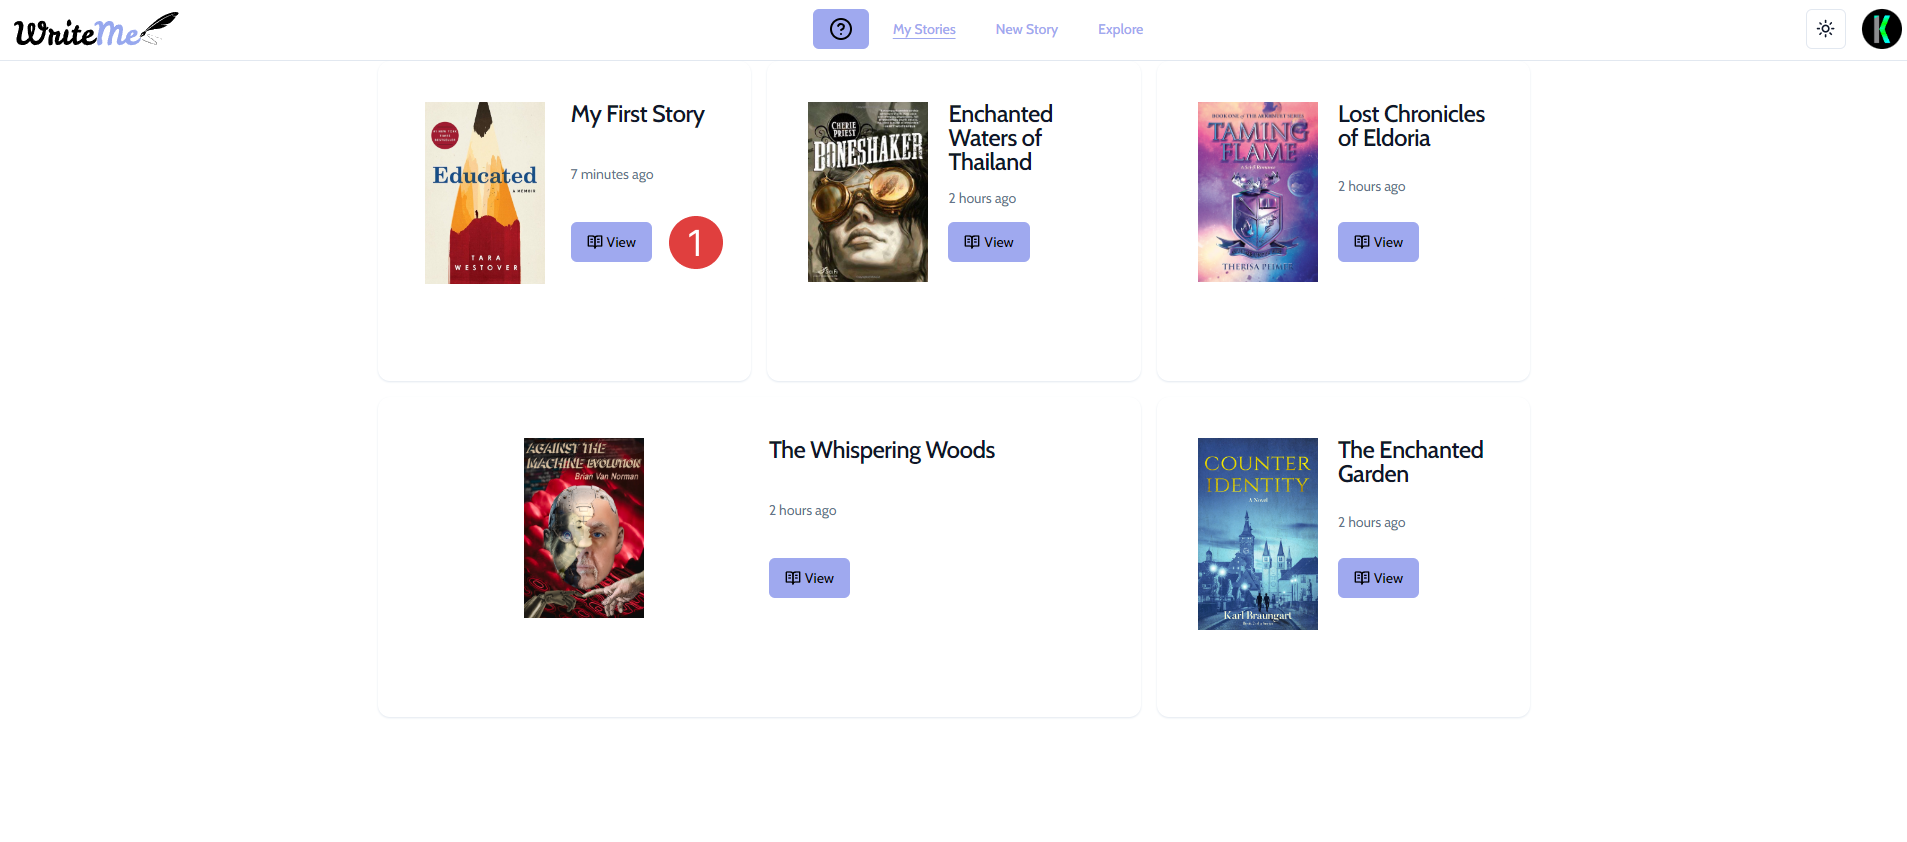 WriteMe
My Stories
New Story
Explore
My First Story
7 minutes ago
View
1
Educated
A MEMOIR
TARA
WESTOVER
Enchanted
Waters of
Thailand
2 hours ago
View
CHERIE
PRIEST
BONESHAKER
Lost Chronicles
of Eldoria
2 hours ago
View
TAMING
FLAME
The Whispering Woods
2 hours ago
View
AGAINST THE
MACHINE EVOLUTION
Brian Van Norman
The Enchanted
Garden
2 hours ago
View
COUNTER
IDENTITY
A Novel
Karl Braungart